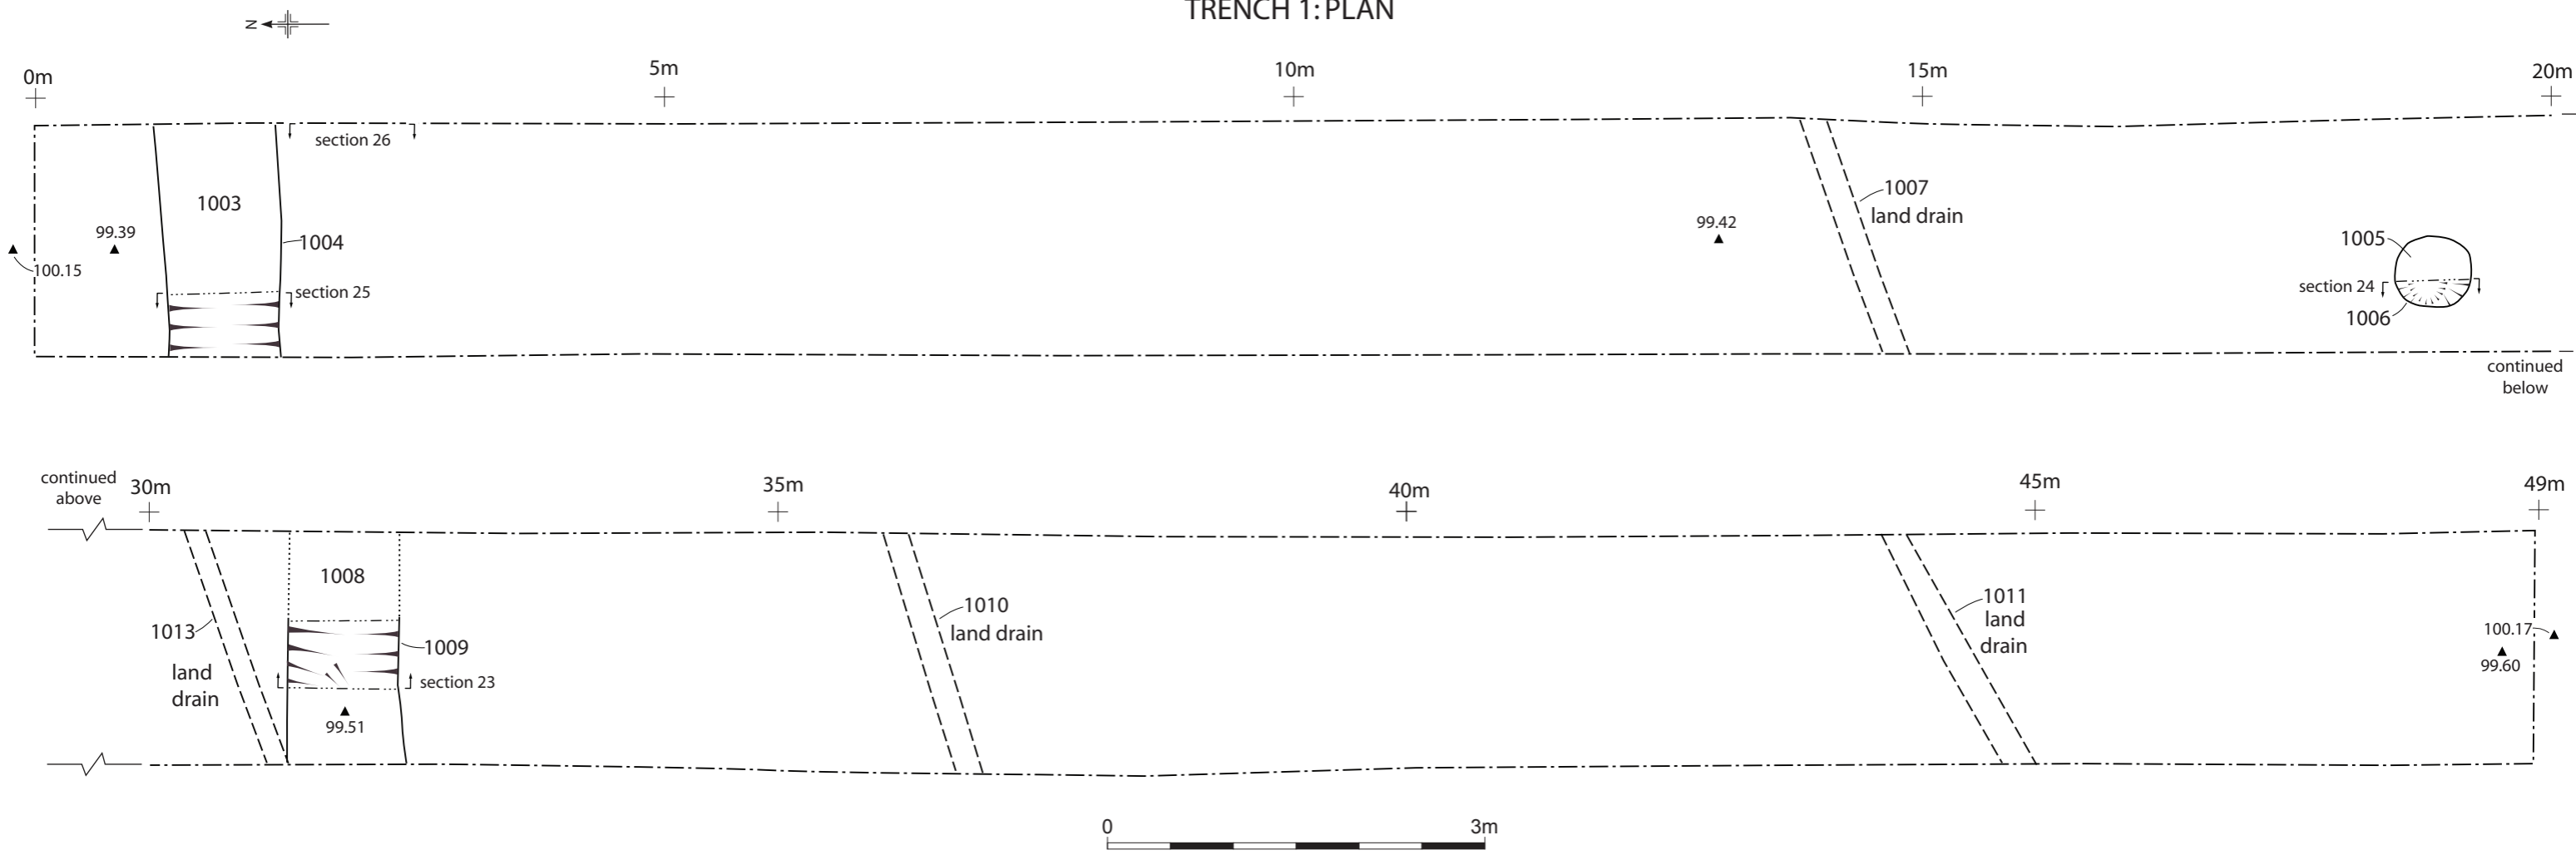 TRENCH 1: PLAN
N
0m
5m
10m
15m
20m
section 26
1003
1007
land drain
99.42
99.39
1004
1005
100.15
section 25
section 24
1006
continued
below
continued
above
30m
35m
40m
45m
49m
1008
1013
land
drain
1009
section 23
99.51
1010
land drain
1011
land
drain
100.17
99.60
0
3m